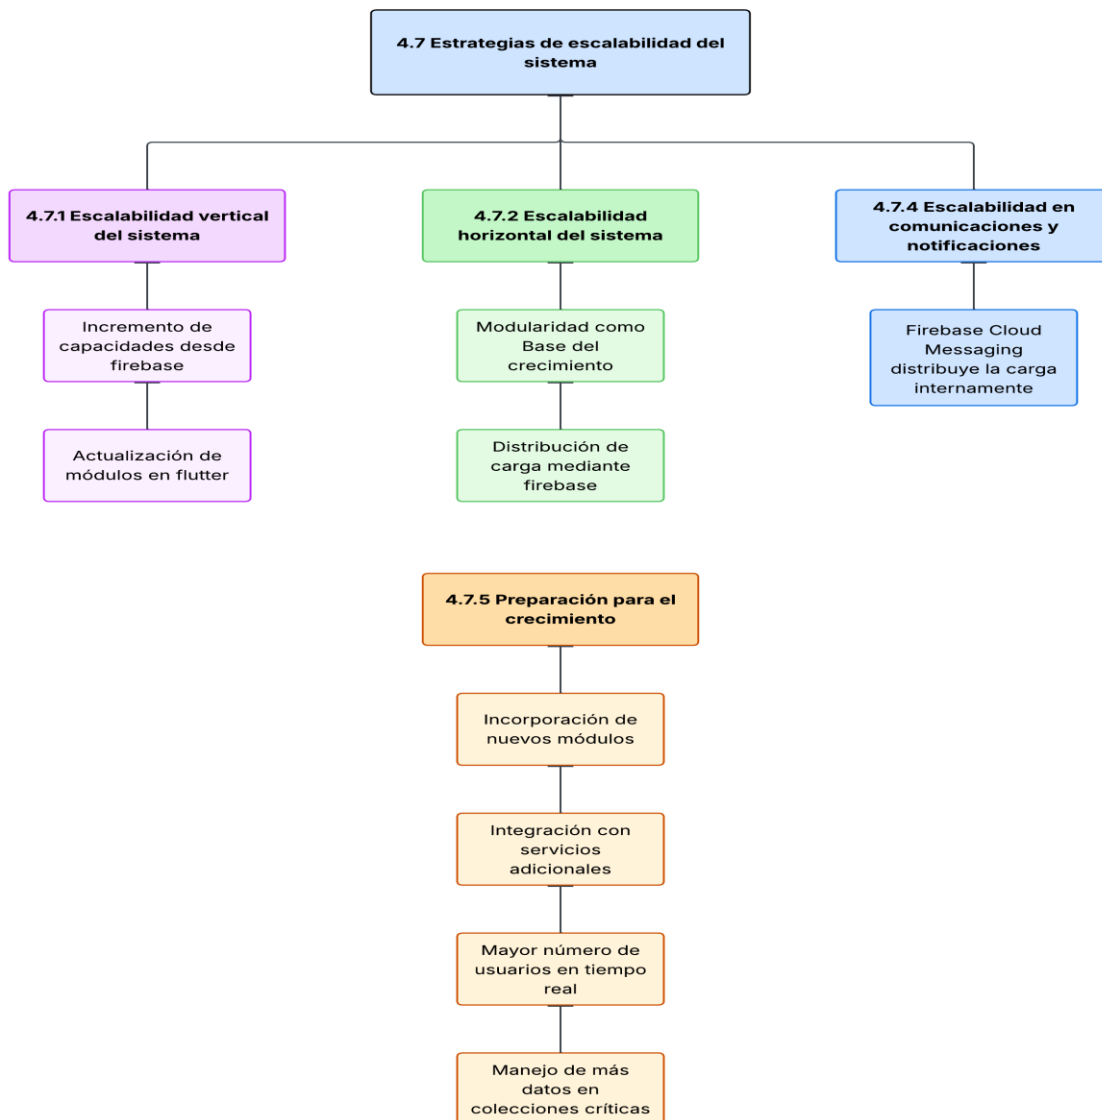 4.7 Estrategias de escalabilidad del
sistema
4.7.1 Escalabilidad vertical
del sistema
Incremento de
capacidades desde
firebase
Actualización de
módulos en flutter
4.7.2 Escalabilidad
horizontal del sistema
Modularidad como
Base del
crecimiento
Distribución de
carga mediante
firebase
4.7.4 Escalabilidad en
comunicaciones y
notificaciones
Firebase Cloud
Messaging
distribuye la carga
internamente
4.7.5 Preparación para el
crecimiento
Incorporación de
nuevos módulos
Integración con
servicios
adicionales
Mayor número de
usuarios en tiempo
real
Manejo de más
datos en
colecciones críticas